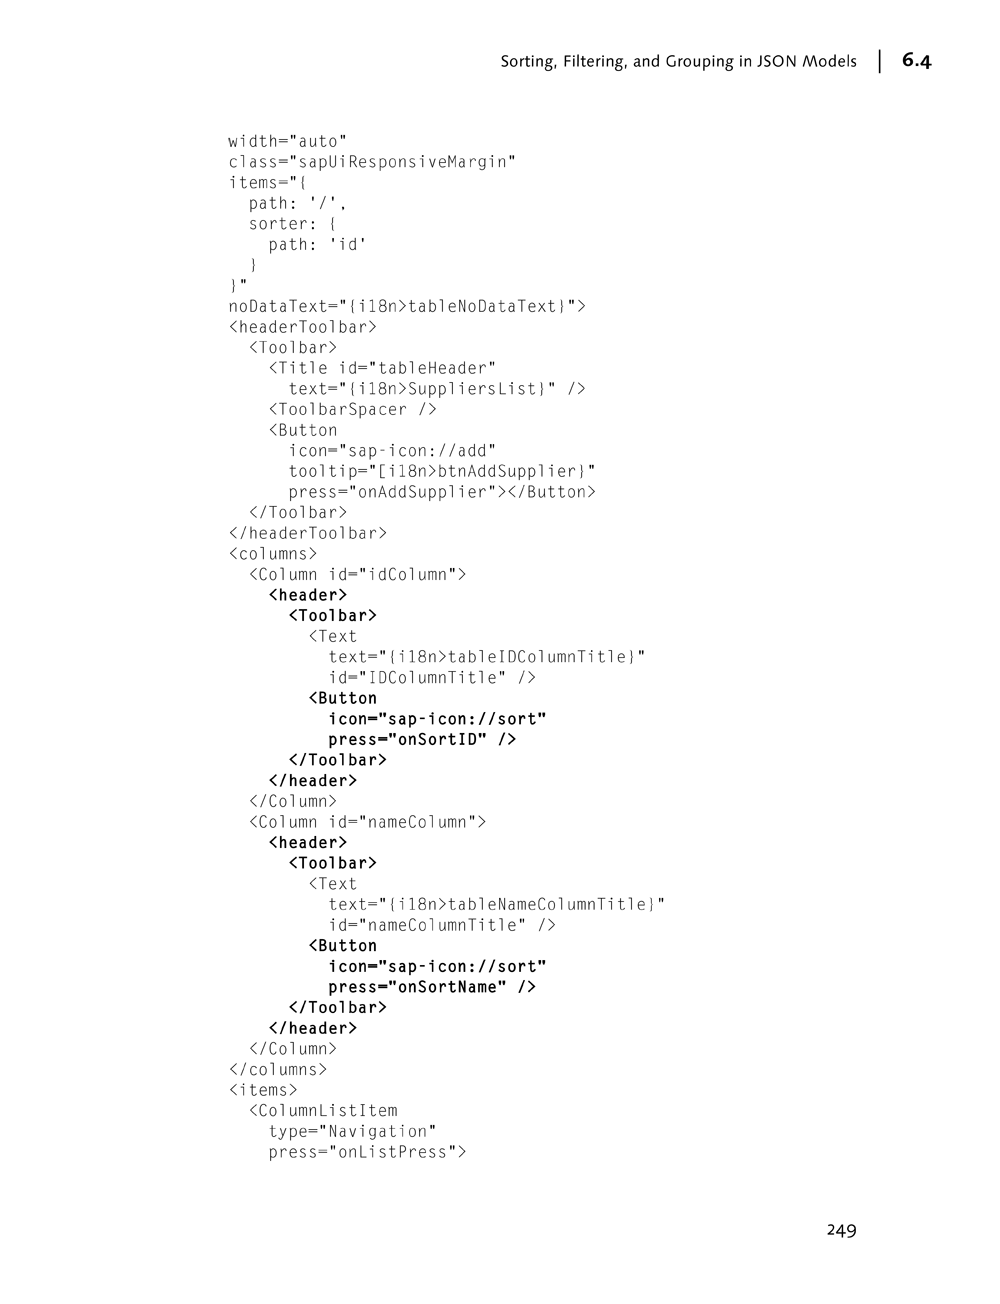 Sorting, Filtering, and Grouping in JSON Models | 6.4
width="auto"
class="sapUiResponsiveMargin"
items="{
  path: '/',
  sorter: {
    path: 'id'
  }
}"
noDataText="{i18n>tableNoDataText}">
<headerToolbar>
  <Toolbar>
    <Title id="tableHeader"
      text="{i18n>SuppliersList}" />
    <ToolbarSpacer />
    <Button
      icon="sap-icon://add"
      tooltip="[i18n>btnAddSupplier}"
      press="onAddSupplier"></Button>
  </Toolbar>
</headerToolbar>
<columns>
  <Column id="idColumn">
    <header>
      <Toolbar>
        <Text
          text="{i18n>tableIDColumnTitle}"
          id="IDColumnTitle" />
        <Button
          icon="sap-icon://sort"
          press="onSortID" />
      </Toolbar>
    </header>
  </Column>
  <Column id="nameColumn">
    <header>
      <Toolbar>
        <Text
          text="{i18n>tableNameColumnTitle}"
          id="nameColumnTitle" />
        <Button
          icon="sap-icon://sort"
          press="onSortName" />
      </Toolbar>
    </header>
  </Column>
</columns>
<items>
  <ColumnListItem
    type="Navigation"
    press="onListPress">
249